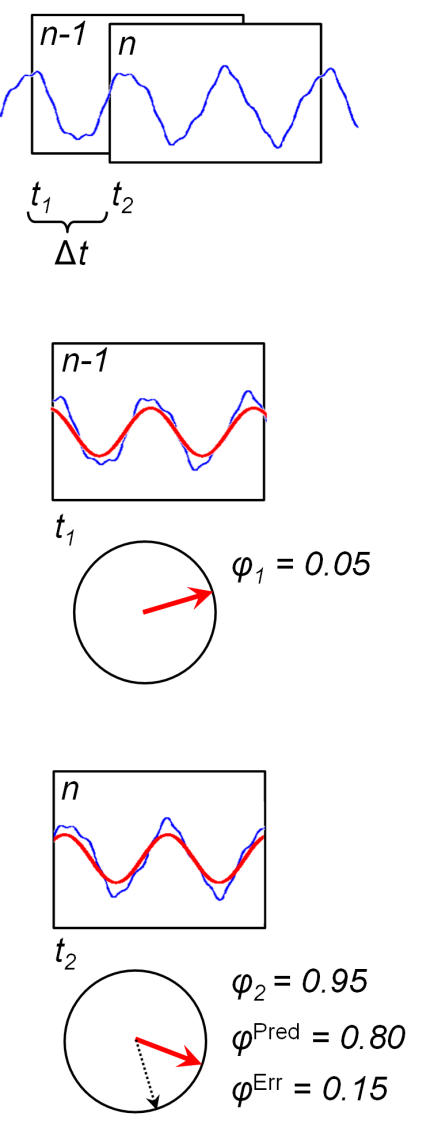 n-1
n
t₁ t₂
Δt
n-1
t₁
φ₁ = 0.05
n
t₂
φ₂ = 0.95
φᴾʳᵉᵈ = 0.80
φᴱʳʳ = 0.15